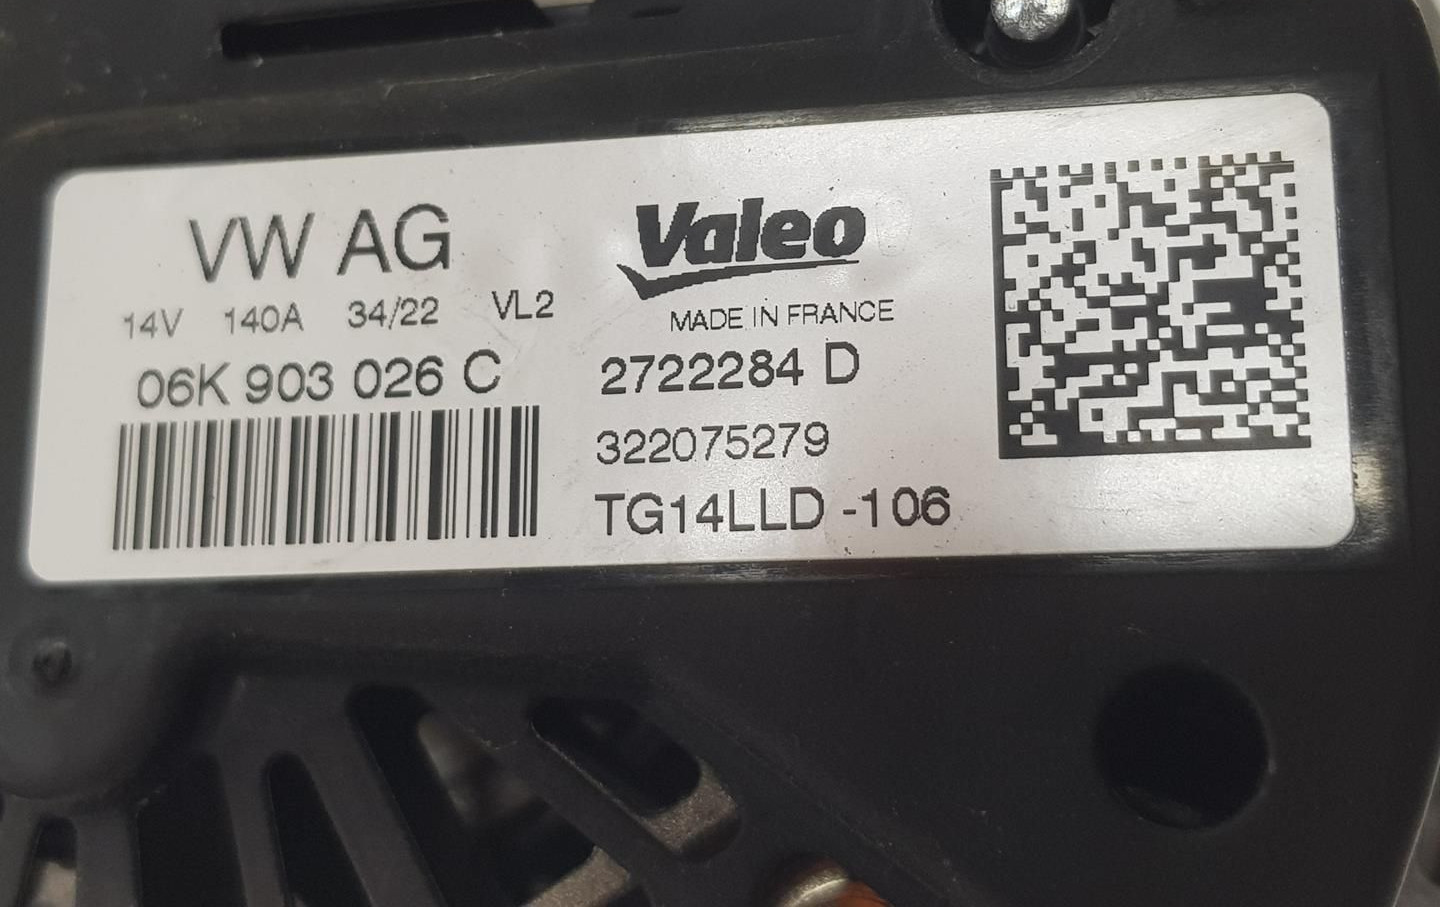 VW AG
14V 140A 34/22 VL2
06K 903 026 C
Valeo
MADE IN FRANCE
2722284 D
322075279
TG14LLD -106